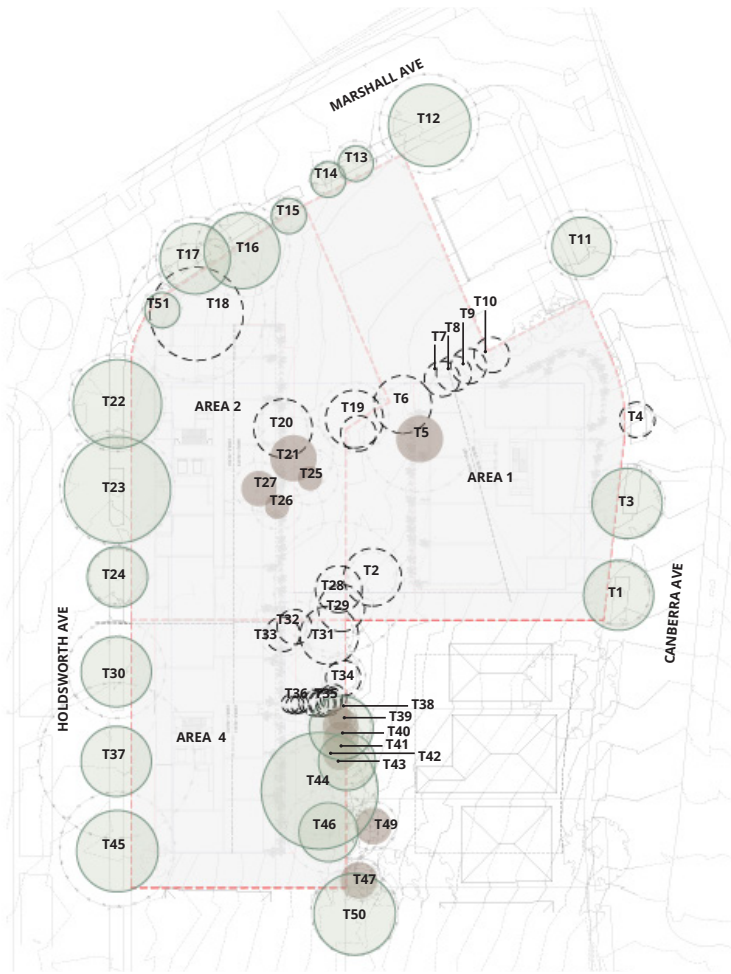 MARSHALL AVE
T12
T13
T14
T15
T11
T16
T17
T51
T18
T10
T9
T8
T7
T22
AREA 2
T6
T19
T4
T20
T5
T21
T25
T27
T26
AREA 1
T23
T3
T24
T2
T28
T29
T1
CANBERRA AVE
HOLDSWORTH AVE
T32
T33
T31
T30
T34
T36
T35
T38
T39
T40
T41
T42
T43
AREA 4
T37
T44
T46
T49
T45
T47
T50